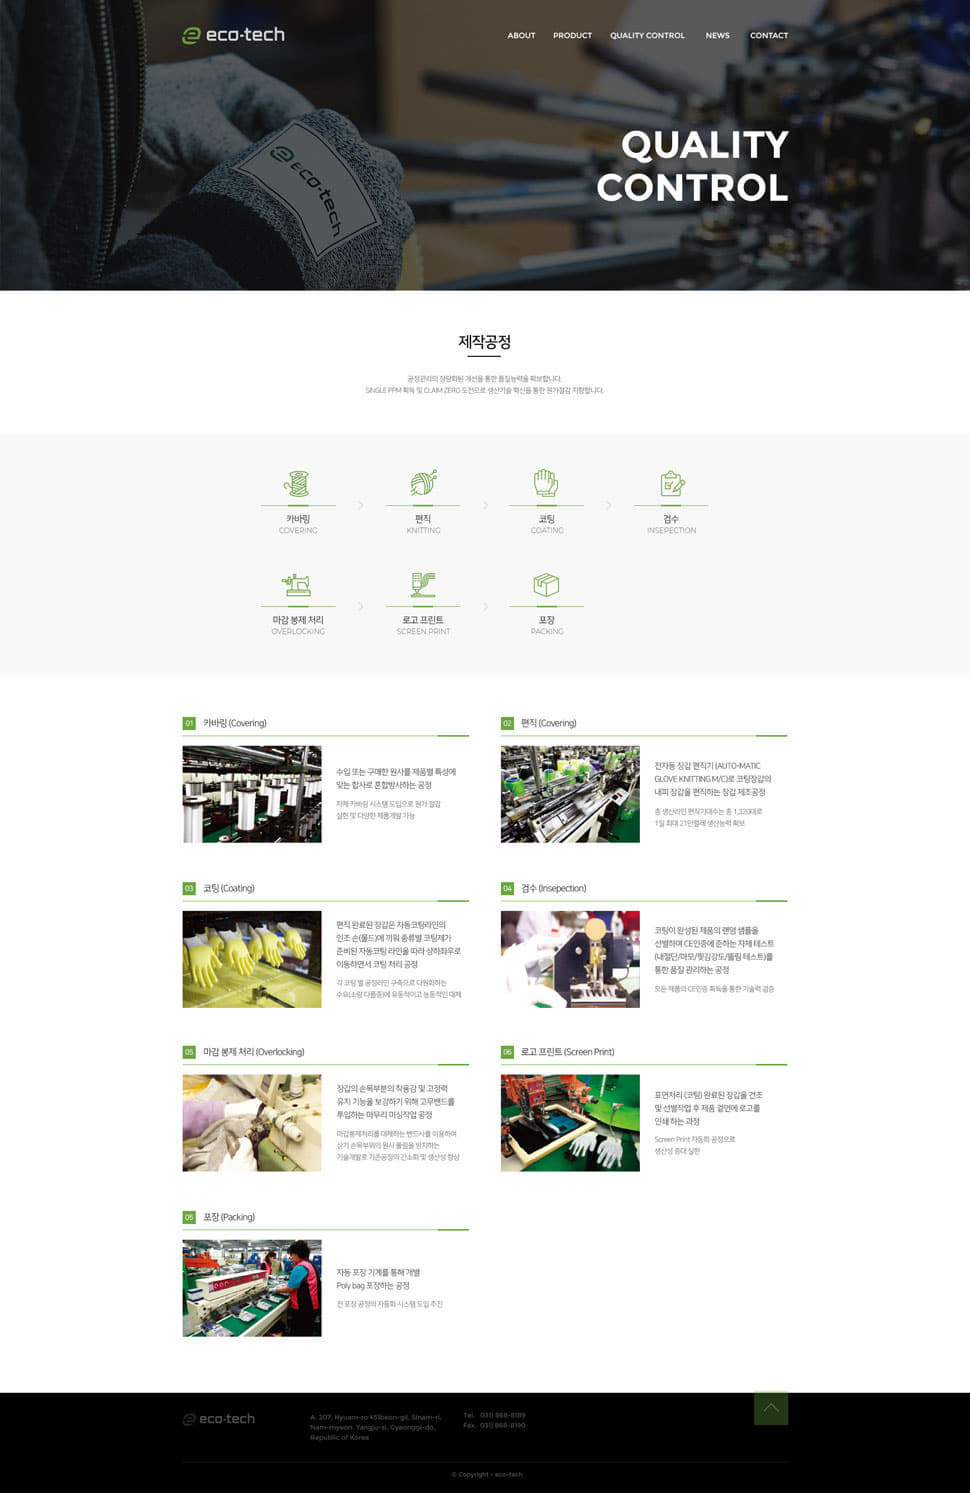 eco-tech
ABOUT PRODUCT QUALITY CONTROL NEWS CONTACT
eco-tech
QUALITY
CONTROL
제작공정
공정관리의 정량화된 개선을 통한 품질능력을 확보합니다.
SINGLE PPM 획득 및 CLAIM ZERO 도전으로 생산기술 혁신을 통한 원가절감 지향합니다.
카바링
COVERING
편직
KNITTING
코팅
COATING
검수
INSEPECTION
마감 봉제 처리
OVERLOCKING
로고 프린트
SCREEN PRINT
포장
PACKING
01 카바링 (Covering)
수입 또는 구매한 원사를 제품별 특성에
맞는 합사로 혼합방사하는 공정
자체 카바링 시스템 도입으로 원가 절감
실현 및 다양한 제품개발 가능
02 편직 (Covering)
전자동 장갑 편직기 (AUTO-MATIC
GLOVE KNITTING M/C)로 코팅장갑의
내피 장갑을 편직하는 장갑 제조공정
총 생산라인 편직기대수는 총 1,320대로
1일 최대 21만켤레 생산능력 확보
03 코팅 (Coating)
편직 완료된 장갑은 자동코팅라인의
인조 손(몰드)에 끼워 종류별 코팅제가
준비된 자동코팅 라인을 따라 상하좌우로
이동하면서 코팅 처리 공정
각 코팅 별 공정라인 구축으로 다원화하는
수요(소량 다품종)에 유동적이고 능동적인 대체
04 검수 (Insepection)
코팅이 완성된 제품의 랜덤 샘플을
선별하여 CE인증에 준하는 자체 테스트
(내절단/마모/찢김강도/뚫림 테스트)를
통한 품질 관리하는 공정
모든 제품의 CE인증 획득을 통한 기술력 검증
05 마감 봉제 처리 (Overlocking)
장갑의 손목부분의 착용감 및 고정력
유지 기능을 보강하기 위해 고무밴드를
투입하는 마무리 미싱작업 공정
마감봉제처리를 대체하는 밴드사를 이용하여
상기 손목부위의 원사 풀림을 방지하는
기술개발로 기존공정의 간소화 및 생산성 향상
06 로고 프린트 (Screen Print)
표면처리 (코팅) 완료된 장갑을 건조
및 선별작업 후 제품 겉면에 로고를
인쇄 하는 과정
Screen Print 자동화 공정으로
생산성 증대 실현
05 포장 (Packing)
자동 포장 기계를 통해 개별
Poly bag 포장하는 공정
전 포장 공정의 자동화 시스템 도입 추진
eco-tech
A. 207, Hyuam-ro 453beon-gil, Sinam-ri,
Nam-myeon, Yangju-si, Gyeonggi-do,
Republic of Korea
Tel. 031) 868-8189
Fax. 031) 868-8190
© Copyright - eco-tech